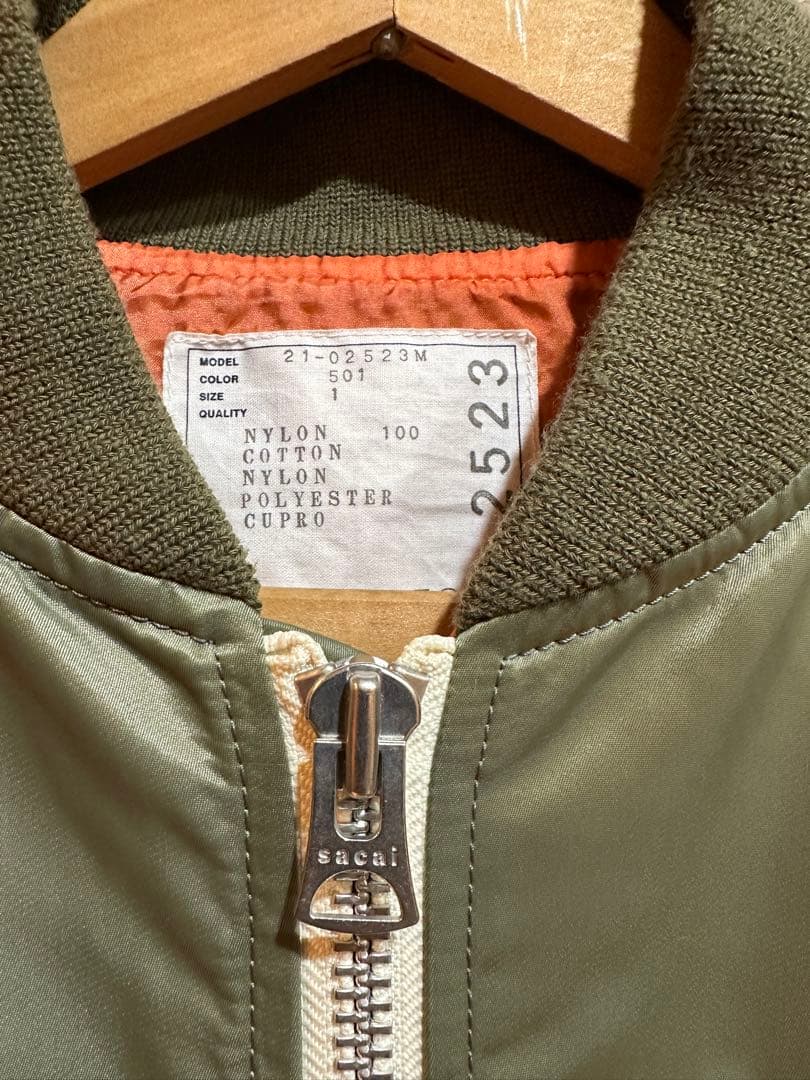 MODEL 21-02523M
COLOR 501
SIZE 1
QUALITY
NYLON 100
COTTON
NYLON
POLYESTER
CUPRO
2523
sacai